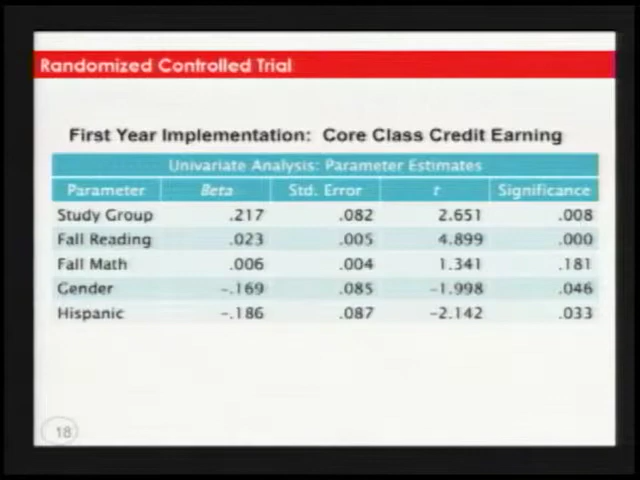 Randomized Controlled Trial
First Year Implementation: Core Class Credit Earning
Univariate Analysis: Parameter Estimates
Parameter Beta Std. Error t Significance
Study Group .217 .082 2.651 .008
Fall Reading .023 .005 4.899 .000
Fall Math .006 .004 1.341 .181
Gender -.169 .085 -1.998 .046
Hispanic -.186 .087 -2.142 .033
18